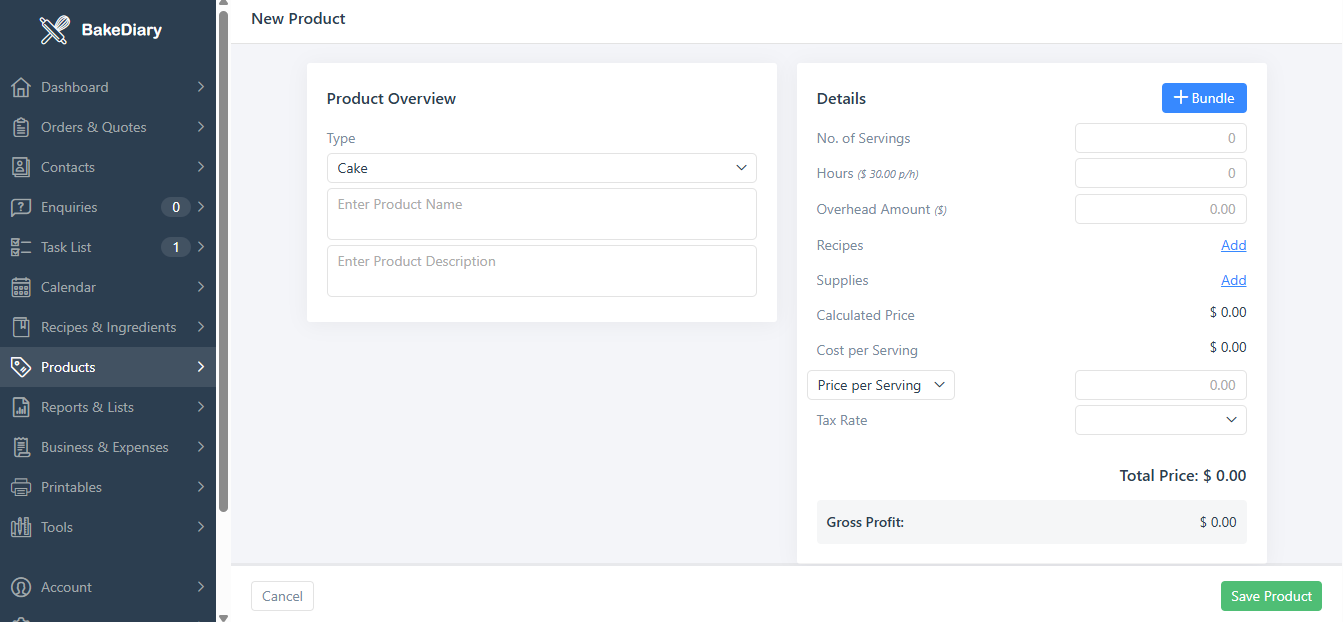 BakeDiary
Dashboard
Orders & Quotes
Contacts
Enquiries 0
Task List 1
Calendar
Recipes & Ingredients
Products
Reports & Lists
Business & Expenses
Printables
Tools
Account
New Product
Product Overview
Type
Cake
Enter Product Name
Enter Product Description
Details
Bundle
No. of Servings 0
Hours ($ 30.00 p/h) 0
Overhead Amount ($) 0.00
Recipes Add
Supplies Add
Calculated Price $ 0.00
Cost per Serving $ 0.00
Price per Serving 0.00
Tax Rate
Total Price: $ 0.00
Gross Profit: $ 0.00
Cancel
Save Product